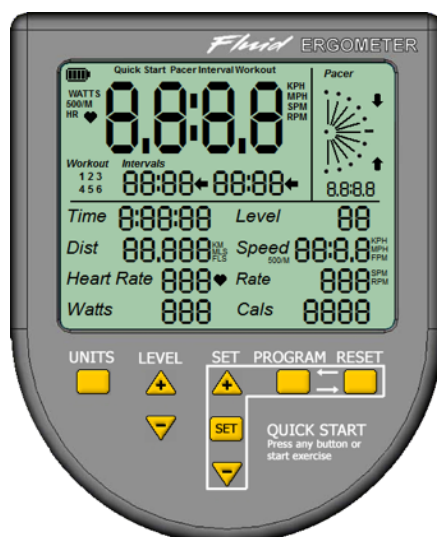 Fluid ERGOMETER
Quick Start Pacer Interval Workout
Pacer
WATTS
500/M
HR
8.8:8.8
KPH
MPH
SPM
RPM
Workout Intervals
1 2 3
4 5 6
88:88 88:88
8:8:8.8
Time 8:88:88 Level 88
Dist 88,888 KM MLS FLS Speed 500/M 88:8.8 KPH MPH FPM
Heart Rate 888 Rate 888 SPM RPM
Watts 888 Cals 8888
UNITS LEVEL SET PROGRAM RESET
+ +
SET
- -
QUICK START
Press any button or
start exercise